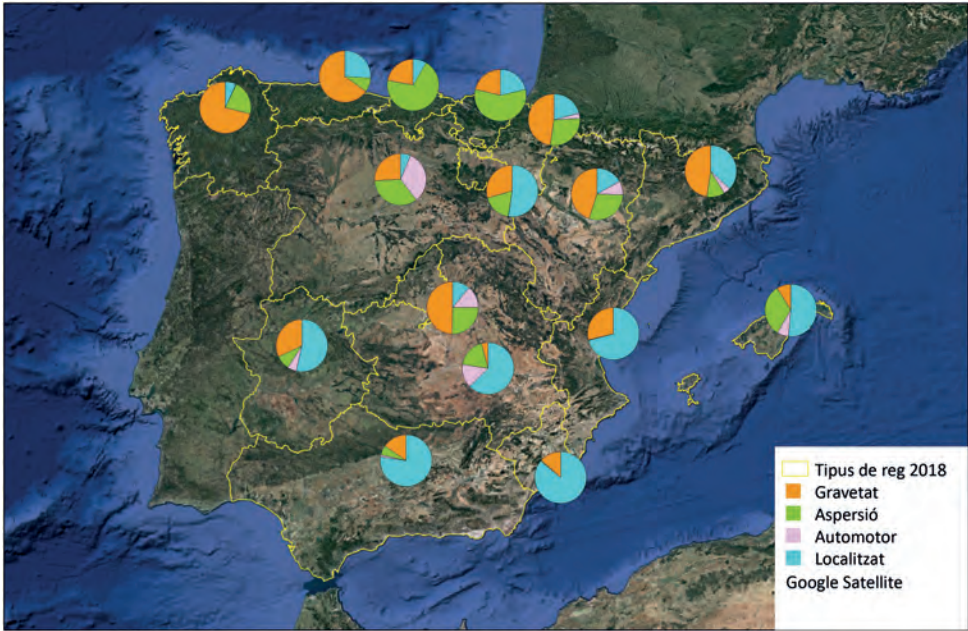 Tipus de reg 2018
Gravetat
Aspersió
Automotor
Localitzat
Google Satellite